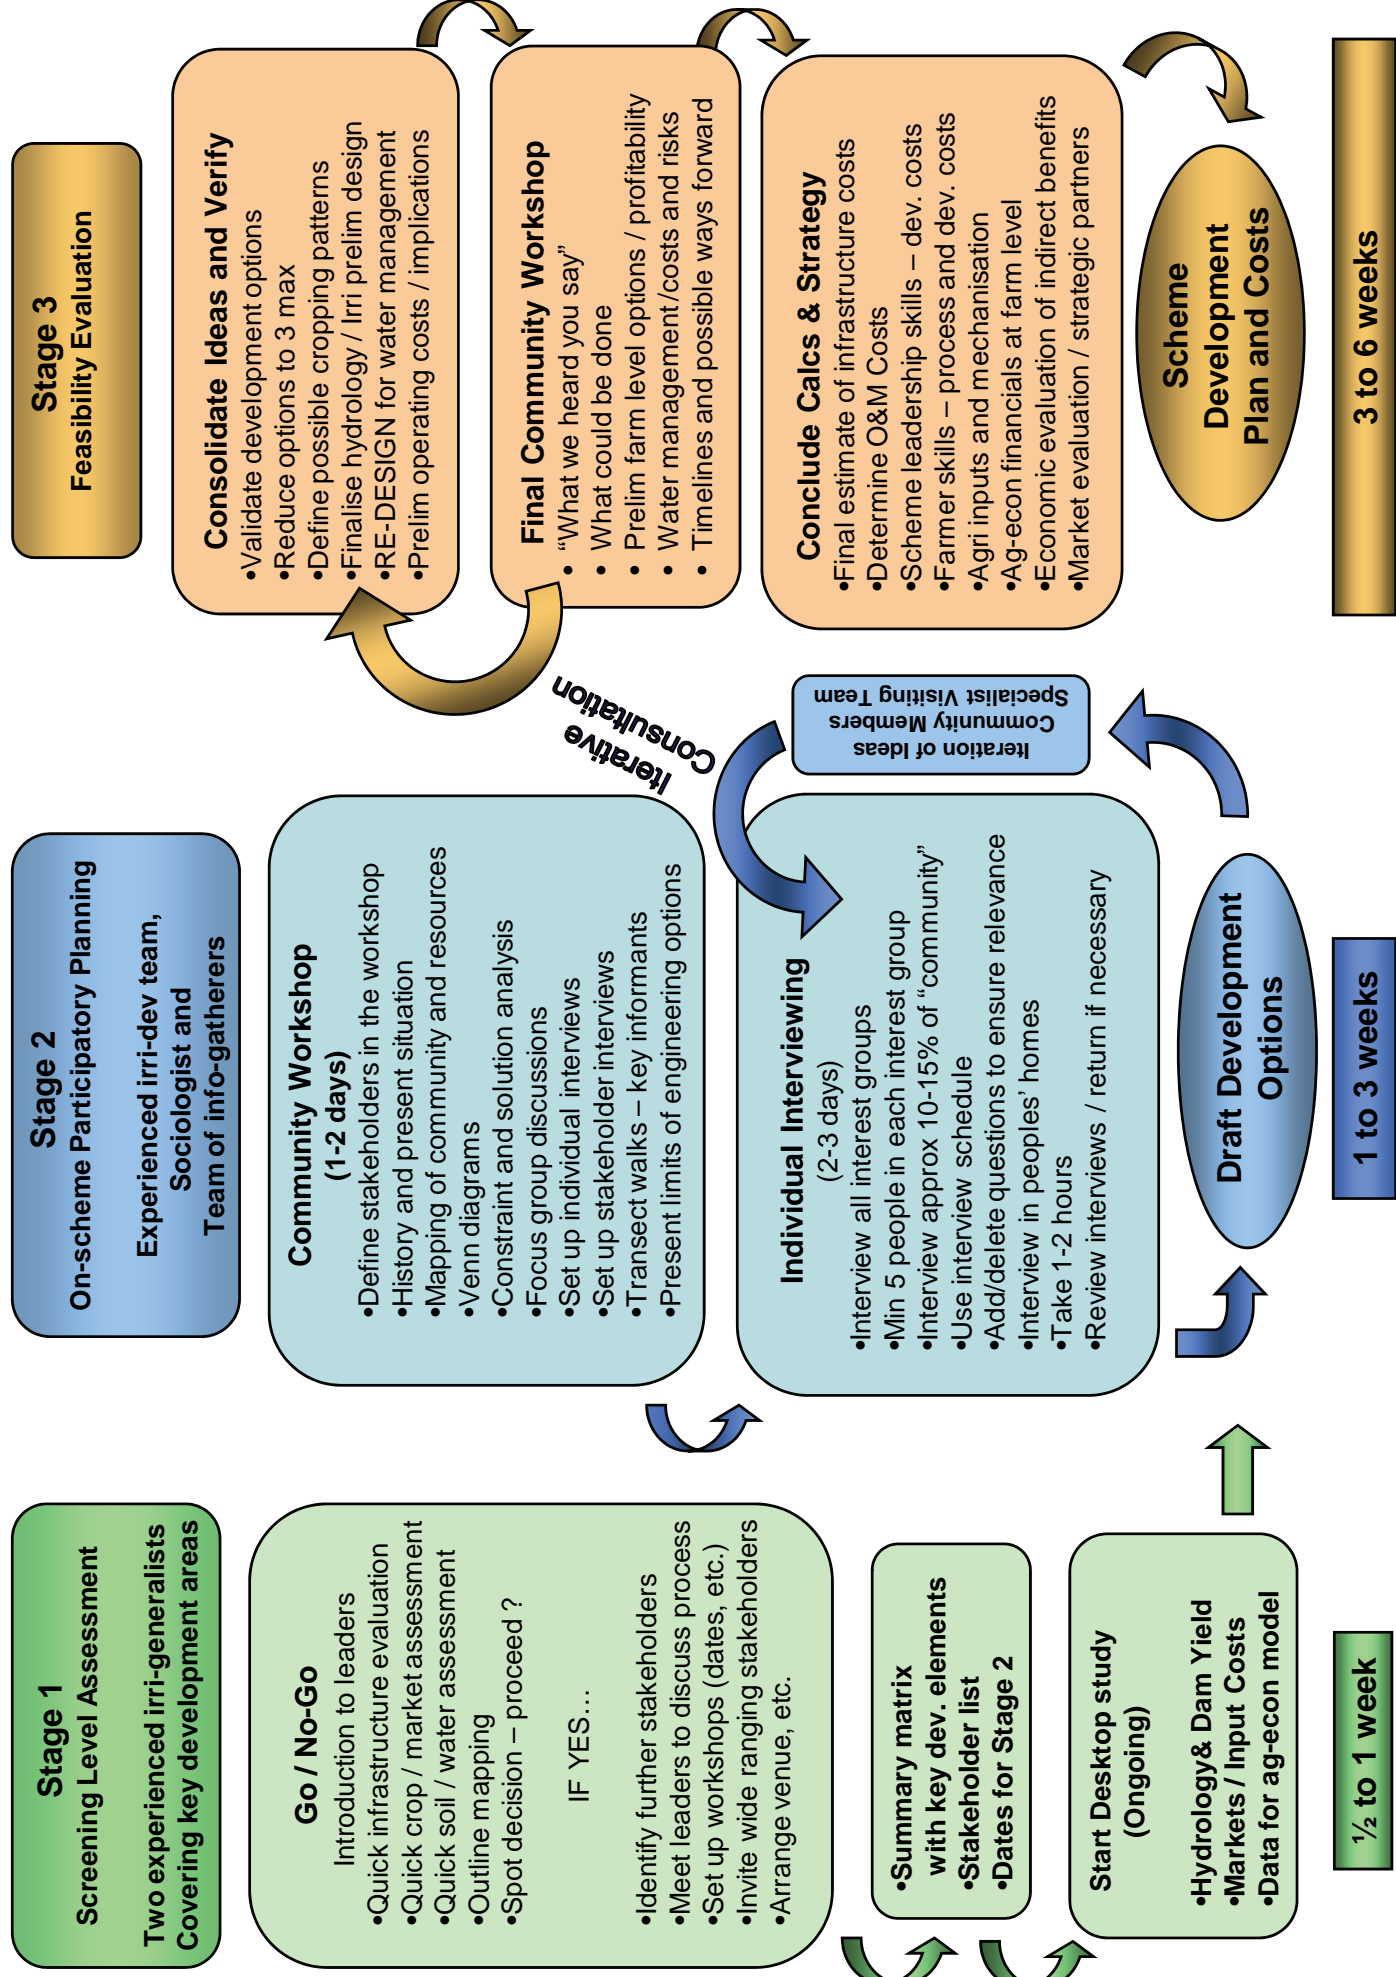 Stage 1
Screening Level Assessment
Two experienced irri-generalists
Covering key development areas
Go / No-Go
Introduction to leaders
•Quick infrastructure evaluation
•Quick crop / market assessment
•Quick soil / water assessment
•Outline mapping
•Spot decision – proceed ?
IF YES…
•Identify further stakeholders
•Meet leaders to discuss process
•Set up workshops (dates, etc.)
•Invite wide ranging stakeholders
•Arrange venue, etc.
•Summary matrix
with key dev. elements
•Stakeholder list
•Dates for Stage 2
Start Desktop study
(Ongoing)
•Hydrology& Dam Yield
•Markets / Input Costs
•Data for ag-econ model
½ to 1 week
Stage 2
On-scheme Participatory Planning
Experienced irri-dev team,
Sociologist and
Team of info-gatherers
Community Workshop
(1-2 days)
•Define stakeholders in the workshop
•History and present situation
•Mapping of community and resources
•Venn diagrams
•Constraint and solution analysis
•Focus group discussions
•Set up individual interviews
•Set up stakeholder interviews
•Transect walks – key informants
•Present limits of engineering options
Individual Interviewing
(2-3 days)
•Interview all interest groups
•Min 5 people in each interest group
•Interview approx 10-15% of “community”
•Use interview schedule
•Add/delete questions to ensure relevance
•Interview in peoples’ homes
•Take 1-2 hours
•Review interviews / return if necessary
Draft Development
Options
1 to 3 weeks
Iteration of Ideas
Community Members
Specialist Visiting Team
Iterative
Consultation
Stage 3
Feasibility Evaluation
Consolidate Ideas and Verify
•Validate development options
•Reduce options to 3 max
•Define possible cropping patterns
•Finalise hydrology / Irri prelim design
•RE-DESIGN for water management
•Prelim operating costs / implications
Final Community Workshop
• “What we heard you say”
• What could be done
• Prelim farm level options / profitability
• Water management/costs and risks
• Timelines and possible ways forward
Conclude Calcs & Strategy
•Final estimate of infrastructure costs
•Determine O&M Costs
•Scheme leadership skills – dev. costs
•Farmer skills – process and dev. costs
•Agri inputs and mechanisation
•Ag-econ financials at farm level
•Economic evaluation of indirect benefits
•Market evaluation / strategic partners
Scheme
Development
Plan and Costs
3 to 6 weeks